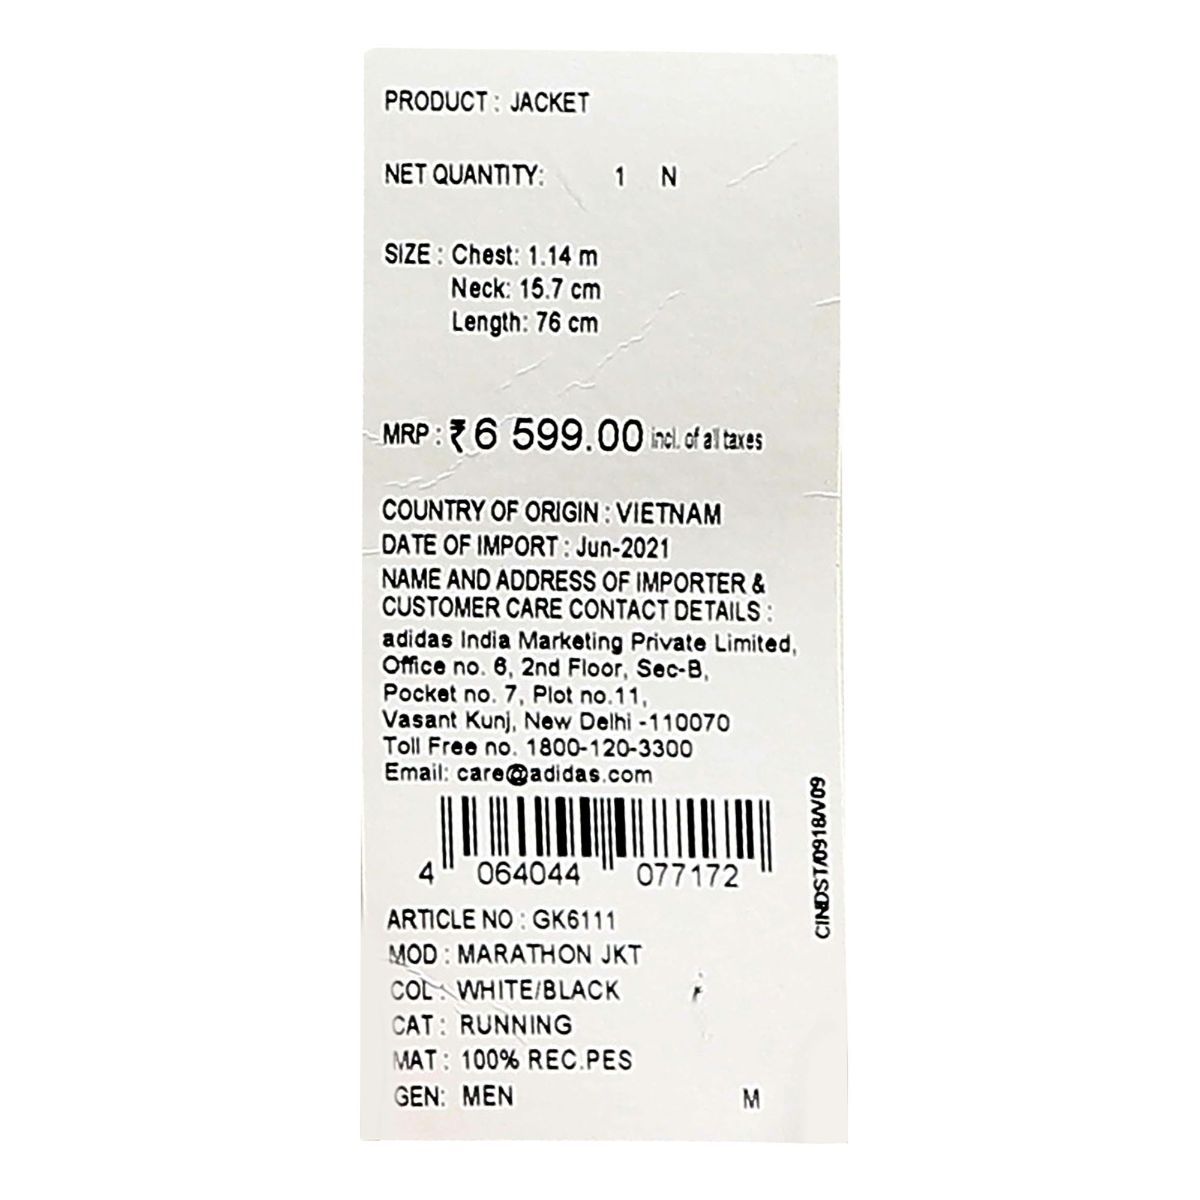 PRODUCT : JACKET
NET QUANTITY: 1 N
SIZE : Chest: 1.14 m
Neck: 15.7 cm
Length: 76 cm
MRP : ₹6 599.00 incl. of all taxes
COUNTRY OF ORIGIN : VIETNAM
DATE OF IMPORT : Jun-2021
NAME AND ADDRESS OF IMPORTER &
CUSTOMER CARE CONTACT DETAILS :
adidas India Marketing Private Limited,
Office no. 6, 2nd Floor, Sec-B,
Pocket no. 7, Plot no.11,
Vasant Kunj, New Delhi -110070
Toll Free no. 1800-120-3300
Email: care@adidas.com
4 064044 077172
CINDST/0918/V09
ARTICLE NO : GK6111
MOD : MARATHON JKT
COL : WHITE/BLACK
CAT : RUNNING
MAT : 100% REC.PES
GEN: MEN M